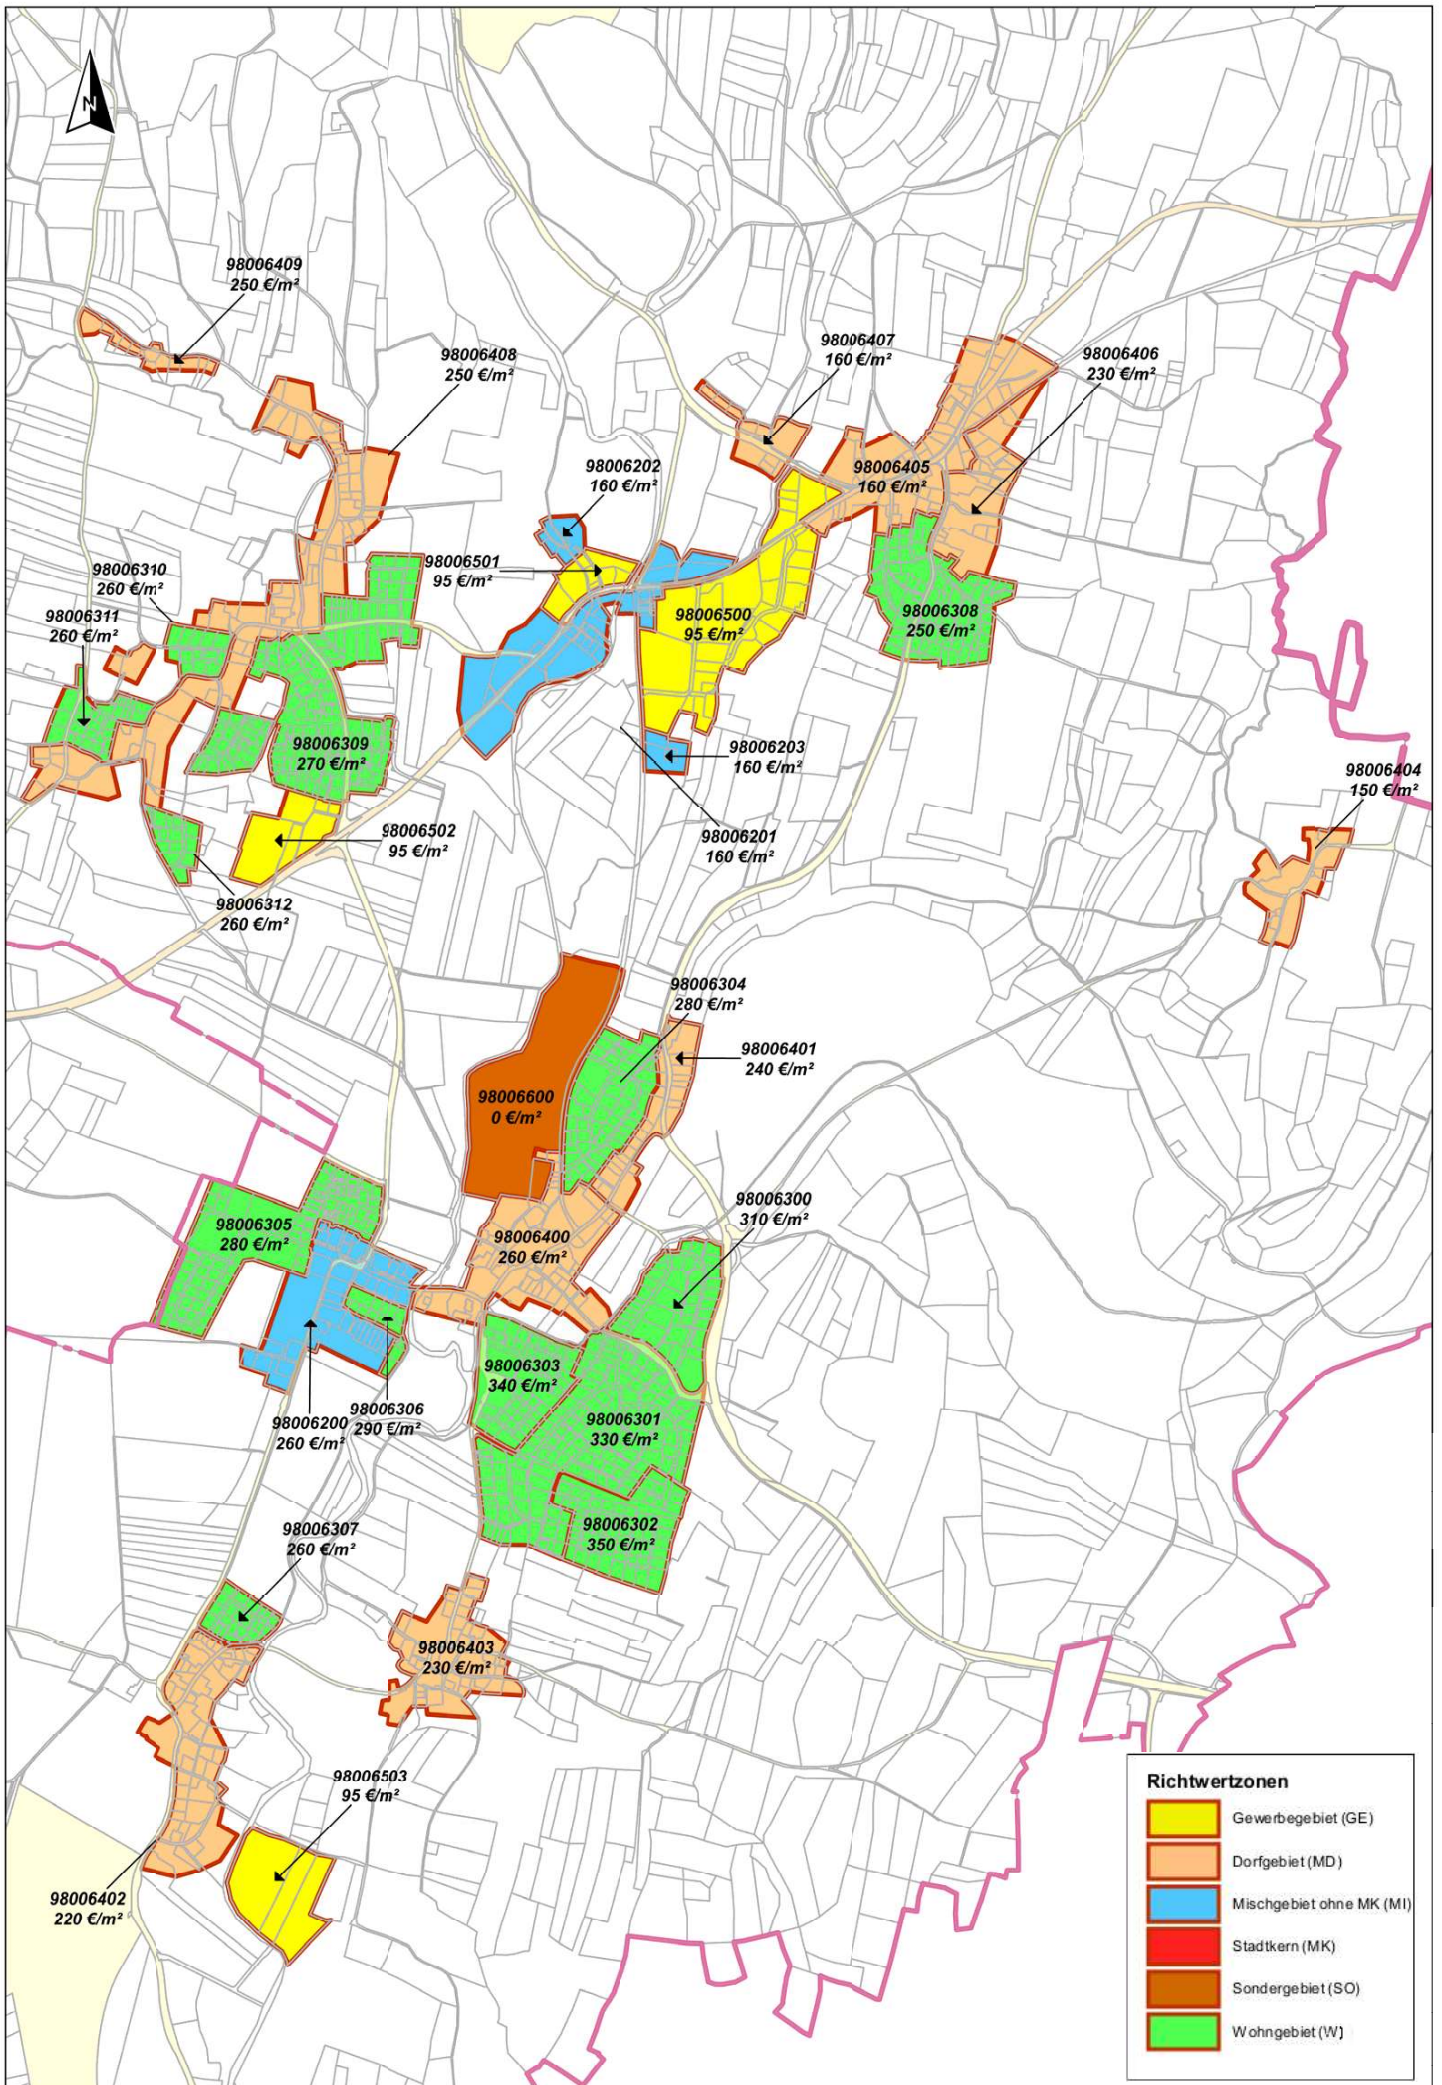 N
98006409
250 €/m²
98006408
250 €/m²
98006407
160 €/m²
98006406
230 €/m²
98006405
160 €/m²
98006202
160 €/m²
98006501
95 €/m²
98006310
260 €/m²
98006311
260 €/m²
98006500
95 €/m²
98006308
250 €/m²
98006309
270 €/m²
98006203
160 €/m²
98006404
150 €/m²
98006502
95 €/m²
98006201
160 €/m²
98006312
260 €/m²
98006304
280 €/m²
98006401
240 €/m²
98006600
0 €/m²
98006300
310 €/m²
98006305
280 €/m²
98006400
260 €/m²
98006303
340 €/m²
98006200
260 €/m²
98006306
290 €/m²
98006301
330 €/m²
98006302
350 €/m²
98006307
260 €/m²
98006403
230 €/m²
98006503
95 €/m²
98006402
220 €/m²
Richtwertzonen
Gewerbegebiet (GE)
Dorfgebiet (MD)
Mischgebiet ohne MK (MI)
Stadtkern (MK)
Sondergebiet (SO)
Wohngebiet (W)